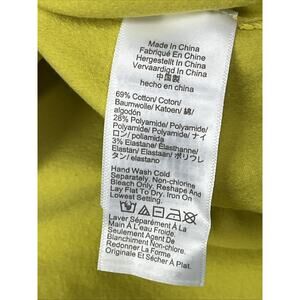 Made In China
Fabriqué En Chine
Hergestellt In China
Vervaardigd In China
中国製
hecho en china
69% Cotton/ Coton/
Baumwolle/ Katoen/ 綿/
algodón
28% Polyamide/ Polyamide/
Polyamid/ Polyamide/ ナイ
ロン/ poliamida
3% Elastane/ Élasthanne/
Elastan/ Elastaan/ ポリウレ
タン/ elastano
Hand Wash Cold
Separately. Non-chlorine
Bleach Only, Reshape And
Lay Flat To Dry. Iron On
Lowest Setting.
Laver Séparément À La
Main À L'eau Froide.
Seulement Agent De
Blanchiment Non-chlore.
Redonner La Forme
Originale Et Sécher À Plat.